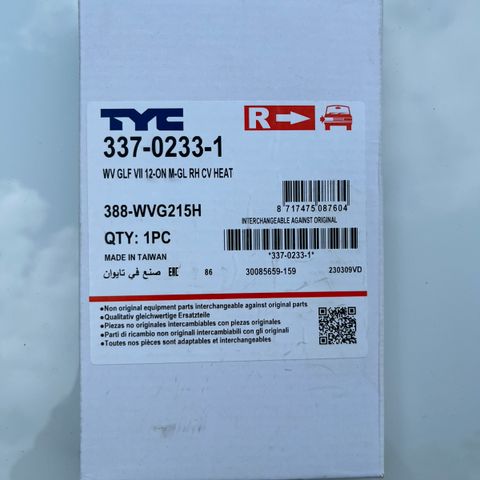 TYC
R
337-0233-1
WV GLF VII 12-ON M-GL RH CV HEAT
388-WVG215H
8 717475 087604
INTERCHANGEABLE AGAINST ORIGINAL
QTY: 1PC
MADE IN TAIWAN
*337-0233-1*
صنع في تايوان EAC 86 30085659-159 230309VD
•Non original equipment parts interchangeable against original parts
•Qualitativ gleichwertige Ersatzteile
•Piezas no originales intercambiables con piezas originales
•Parti di ricambio non originali intercambiabili con gli originali
•Toutes nos pièces sont adaptables et interchangeables